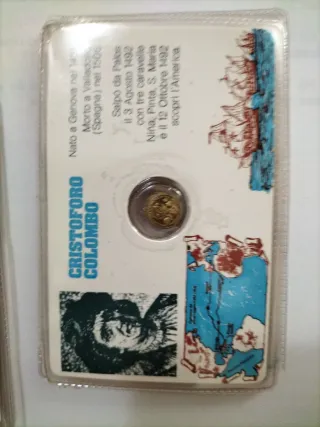 CRISTOFORO
COLOMBO
Nato a Genova nel
Morto a Valladolid
(Spagna) nel 1506
Salpò da Palos
il 3 Agosto 1492
con tre caravelle
Nina, Pinta, S. Maria
e il 12 Ottobre 1492
scoprì l'America.